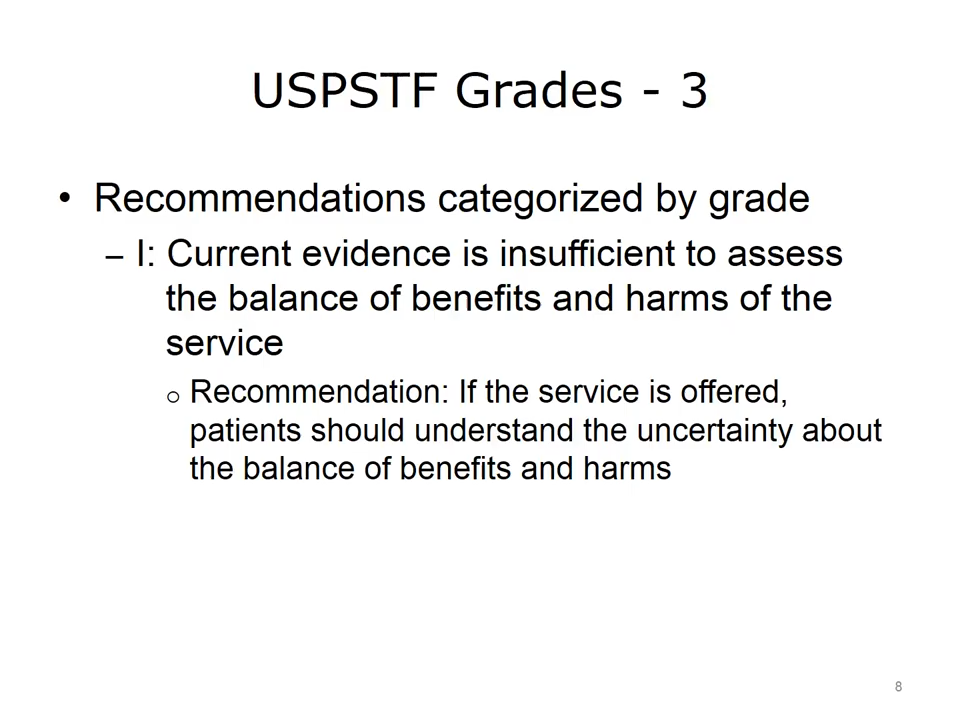 USPSTF Grades - 3
• Recommendations categorized by grade
– I: Current evidence is insufficient to assess
the balance of benefits and harms of the
service
o Recommendation: If the service is offered,
patients should understand the uncertainty about
the balance of benefits and harms
8